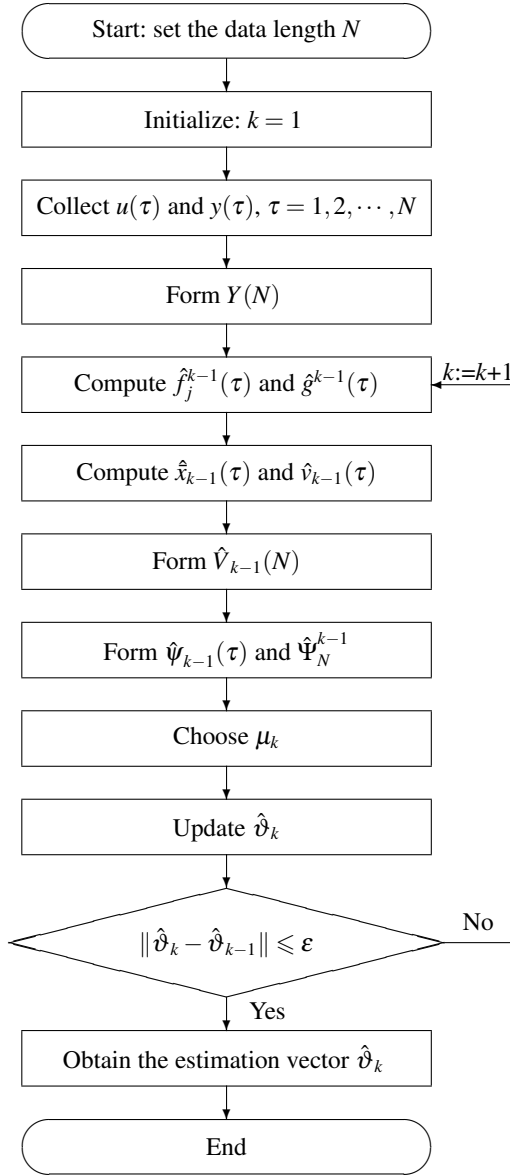 Start: set the data length N
Initialize: k = 1
Collect u(τ) and y(τ), τ = 1,2,⋯,N
Form Y(N)
Compute f̂_j^{k−1}(τ) and ĝ^{k−1}(τ)
k:=k+1
Compute x̄̂_{k−1}(τ) and v̂_{k−1}(τ)
Form V̂_{k−1}(N)
Form ψ̂_{k−1}(τ) and Ψ̂_N^{k−1}
Choose μ_k
Update ϑ̂_k
‖ϑ̂_k − ϑ̂_{k−1}‖ ⩽ ε
No
Yes
Obtain the estimation vector ϑ̂_k
End